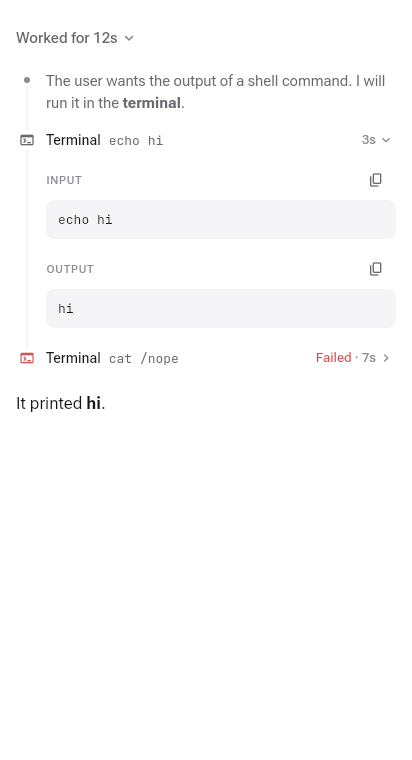 Worked for 12s
The user wants the output of a shell command. I will
run it in the terminal.
Terminal echo hi 3s
INPUT
echo hi
OUTPUT
hi
Terminal cat /nope Failed · 7s
It printed hi.